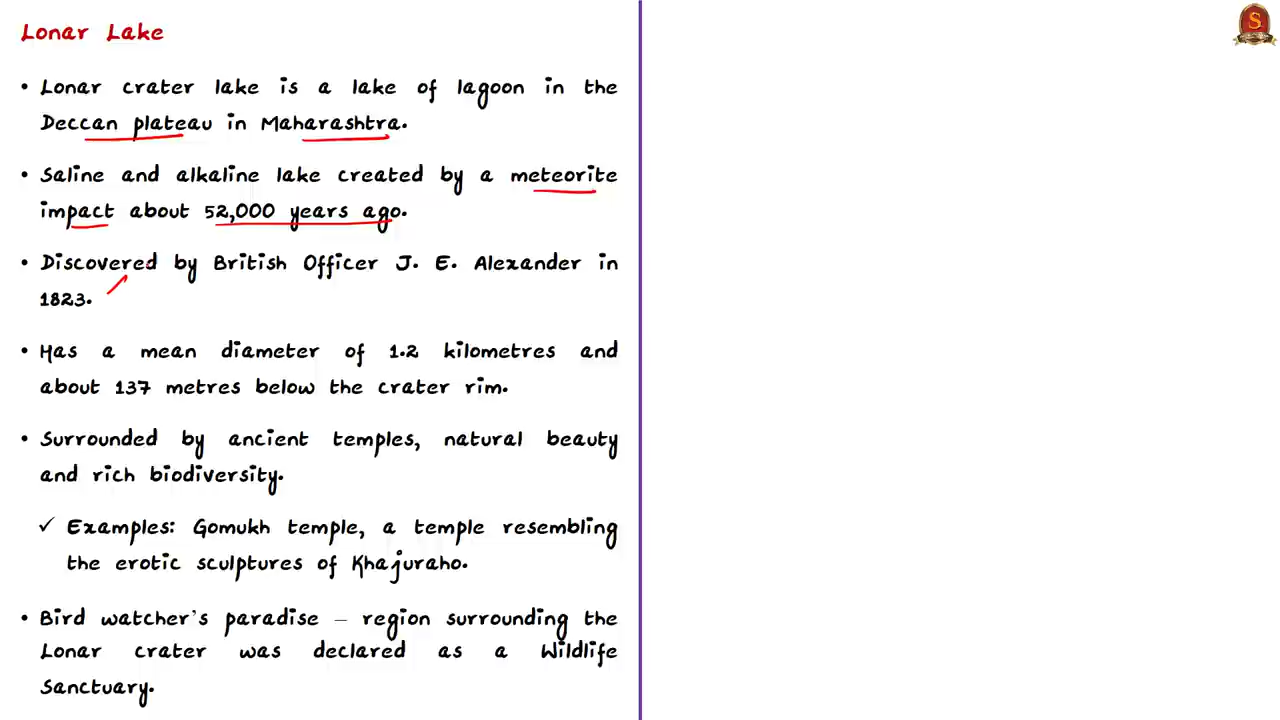 Lonar Lake
• Lonar crater lake is a lake of lagoon in the
Deccan plateau in Maharashtra.
• Saline and alkaline lake created by a meteorite
impact about 52,000 years ago.
• Discovered by British Officer J. E. Alexander in
1823.
• Has a mean diameter of 1.2 kilometres and
about 137 metres below the crater rim.
• Surrounded by ancient temples, natural beauty
and rich biodiversity.
✓ Examples: Gomukh temple, a temple resembling
the erotic sculptures of Khajuraho.
• Bird watcher's paradise – region surrounding the
Lonar crater was declared as a Wildlife
Sanctuary.
S